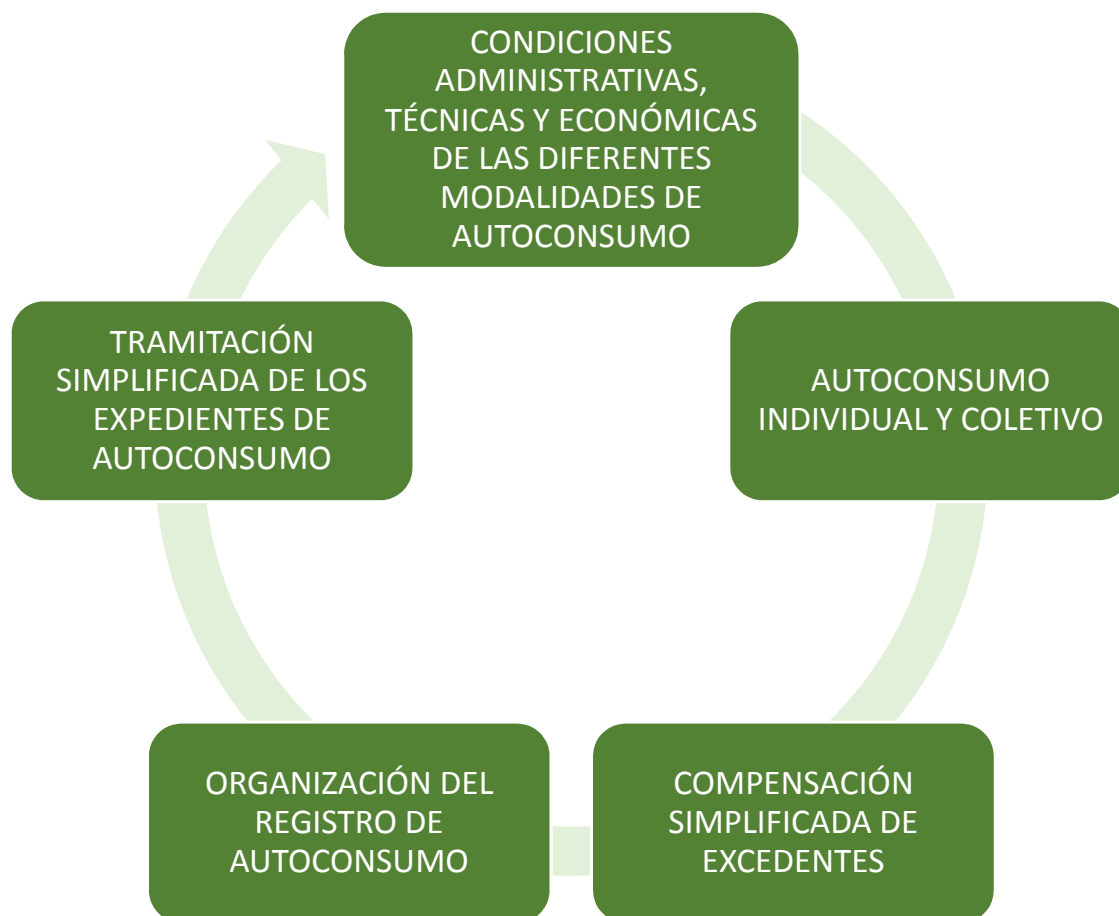 CONDICIONES
ADMINISTRATIVAS,
TÉCNICAS Y ECONÓMICAS
DE LAS DIFERENTES
MODALIDADES DE
AUTOCONSUMO
AUTOCONSUMO
INDIVIDUAL Y COLETIVO
COMPENSACIÓN
SIMPLIFICADA DE
EXCEDENTES
ORGANIZACIÓN DEL
REGISTRO DE
AUTOCONSUMO
TRAMITACIÓN
SIMPLIFICADA DE LOS
EXPEDIENTES DE
AUTOCONSUMO